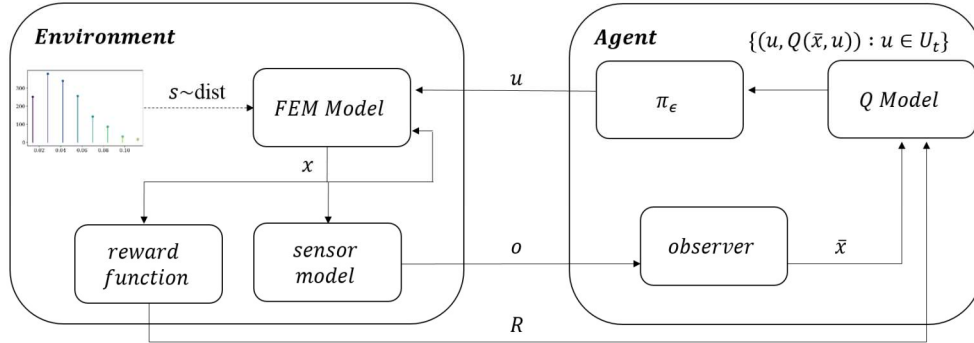 Environment
Agent
{(u, Q(x̄, u)) : u ∈ U_t}
300
200
100
0
0.02 0.04 0.06 0.08 0.10
s~dist
FEM Model
u
π_ϵ
Q Model
x
reward
function
sensor
model
o
observer
x̄
R